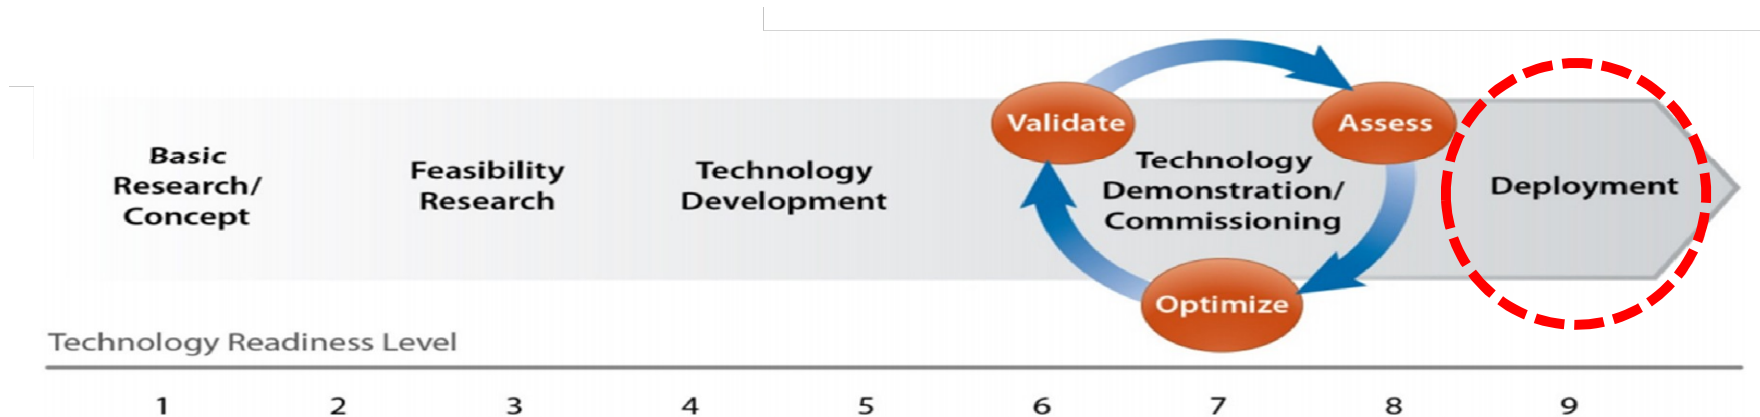 Basic
Research/
Concept
Feasibility
Research
Technology
Development
Validate
Assess
Technology
Demonstration/
Commissioning
Optimize
Deployment
Technology Readiness Level
1 2 3 4 5 6 7 8 9